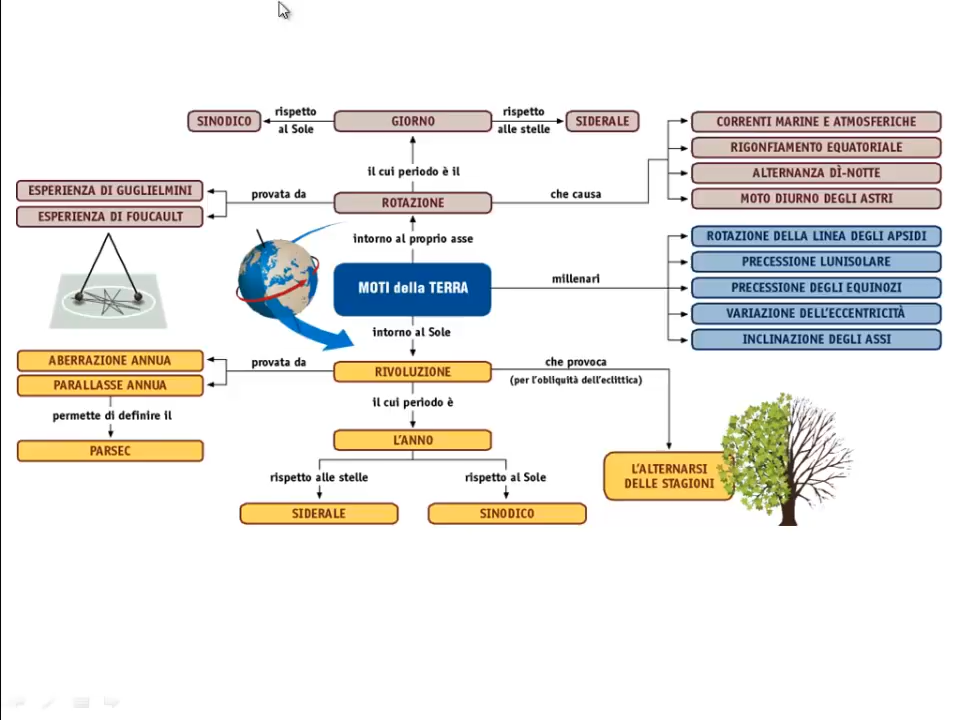 SINODICO
rispetto
al Sole
GIORNO
rispetto
alle stelle
SIDERALE
CORRENTI MARINE E ATMOSFERICHE
RIGONFIAMENTO EQUATORIALE
ALTERNANZA DÌ-NOTTE
MOTO DIURNO DEGLI ASTRI
il cui periodo è il
ESPERIENZA DI GUGLIELMINI
ESPERIENZA DI FOUCAULT
provata da
ROTAZIONE
che causa
intorno al proprio asse
MOTI della TERRA
millenari
ROTAZIONE DELLA LINEA DEGLI APSIDI
PRECESSIONE LUNISOLARE
PRECESSIONE DEGLI EQUINOZI
VARIAZIONE DELL'ECCENTRICITÀ
INCLINAZIONE DEGLI ASSI
intorno al Sole
ABERRAZIONE ANNUA
PARALLASSE ANNUA
provata da
RIVOLUZIONE
che provoca
(per l'obliquità dell'eclittica)
permette di definire il
PARSEC
il cui periodo è
L'ANNO
rispetto alle stelle
rispetto al Sole
SIDERALE
SINODICO
L'ALTERNARSI
DELLE STAGIONI